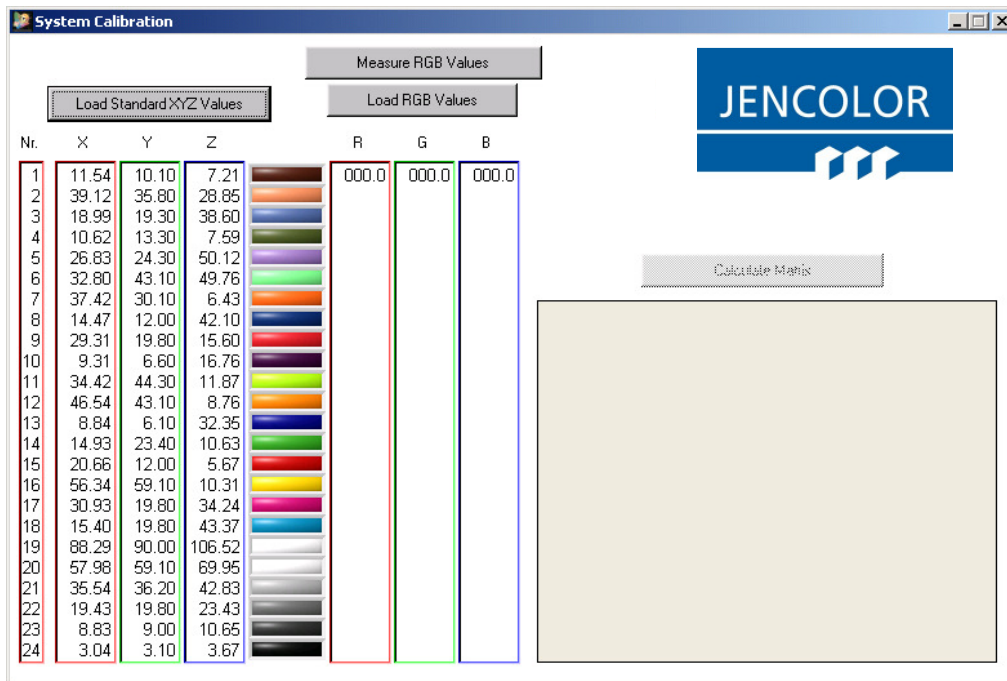 System Calibration
Measure RGB Values
Load Standard XYZ Values
Load RGB Values
JENCOLOR
Nr. X Y Z R G B
1 11.54 10.10 7.21 000.0 000.0 000.0
2 39.12 35.80 28.85
3 18.99 19.30 38.60
4 10.62 13.30 7.59
5 26.83 24.30 50.12
6 32.80 43.10 49.76
7 37.42 30.10 6.43
8 14.47 12.00 42.10
9 29.31 19.80 15.60
10 9.31 6.60 16.76
11 34.42 44.30 11.87
12 46.54 43.10 8.76
13 8.84 6.10 32.35
14 14.93 23.40 10.63
15 20.66 12.00 5.67
16 56.34 59.10 10.31
17 30.93 19.80 34.24
18 15.40 19.80 43.37
19 88.29 90.00 106.52
20 57.98 59.10 69.95
21 35.54 36.20 42.83
22 19.43 19.80 23.43
23 8.83 9.00 10.65
24 3.04 3.10 3.67
Calculate Matrix